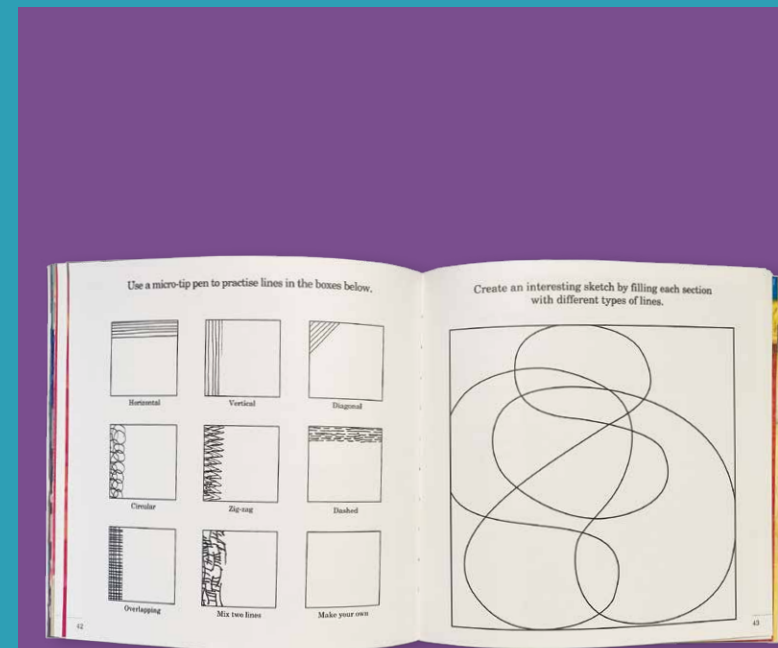 Use a micro-tip pen to practise lines in the boxes below.
Horizontal
Vertical
Diagonal
Circular
Zig-zag
Dashed
Overlapping
Mix two lines
Make your own
42
Create an interesting sketch by filling each section
with different types of lines.
43